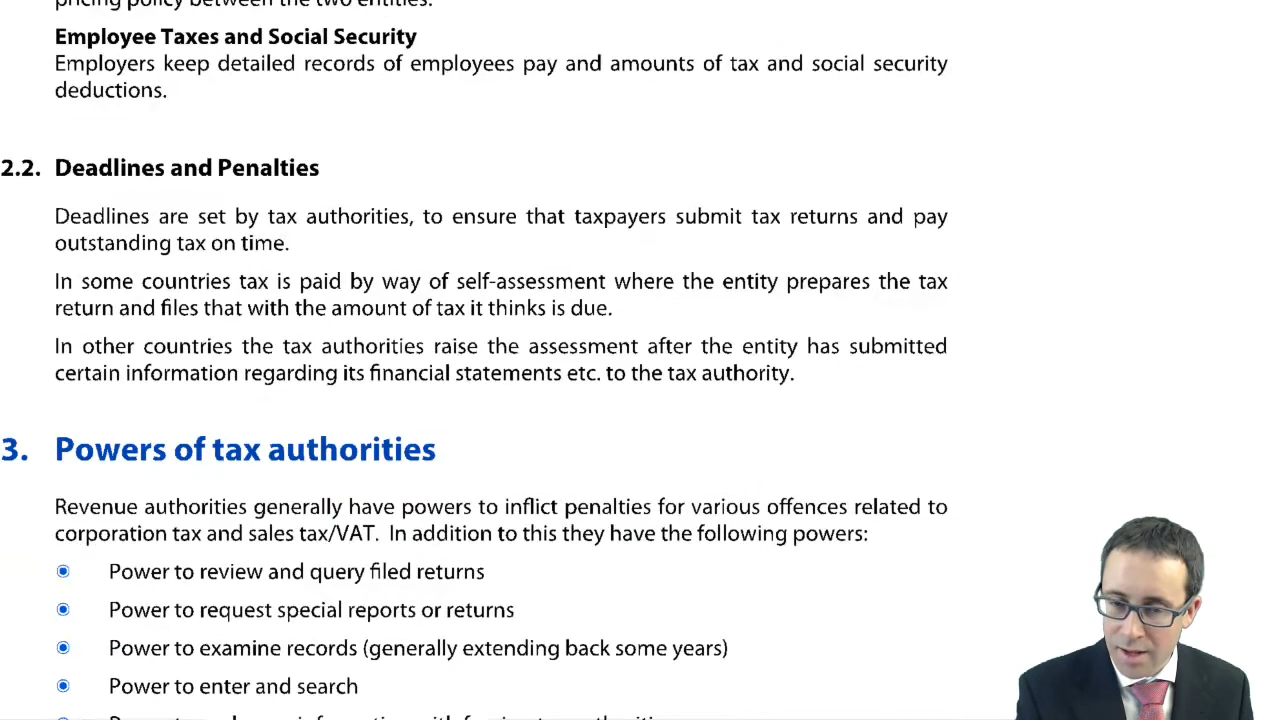 pricing policy between the two entities.
Employee Taxes and Social Security
Employers keep detailed records of employees pay and amounts of tax and social security
deductions.
2.2. Deadlines and Penalties
Deadlines are set by tax authorities, to ensure that taxpayers submit tax returns and pay
outstanding tax on time.
In some countries tax is paid by way of self-assessment where the entity prepares the tax
return and files that with the amount of tax it thinks is due.
In other countries the tax authorities raise the assessment after the entity has submitted
certain information regarding its financial statements etc. to the tax authority.
3. Powers of tax authorities
Revenue authorities generally have powers to inflict penalties for various offences related to
corporation tax and sales tax/VAT. In addition to this they have the following powers:
Power to review and query filed returns
Power to request special reports or returns
Power to examine records (generally extending back some years)
Power to enter and search